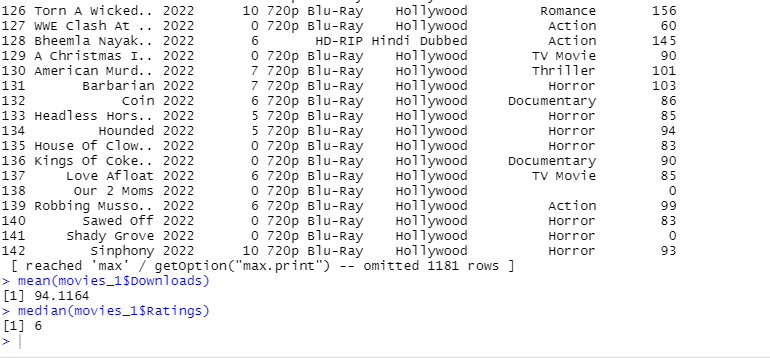 126 Torn A Wicked.. 2022 10 720p Blu-Ray Hollywood Romance 156
127 WWE Clash At .. 2022 0 720p Blu-Ray Hollywood Action 60
128 Bheemla Nayak.. 2022 6 HD-RIP Hindi Dubbed Action 145
129 A Christmas I.. 2022 0 720p Blu-Ray Hollywood TV Movie 90
130 American Murd.. 2022 7 720p Blu-Ray Hollywood Thriller 101
131 Barbarian 2022 7 720p Blu-Ray Hollywood Horror 103
132 Coin 2022 6 720p Blu-Ray Hollywood Documentary 86
133 Headless Hors.. 2022 5 720p Blu-Ray Hollywood Horror 85
134 Hounded 2022 5 720p Blu-Ray Hollywood Horror 94
135 House Of Clow.. 2022 0 720p Blu-Ray Hollywood Horror 83
136 Kings of Coke.. 2022 0 720p Blu-Ray Hollywood Documentary 90
137 Love Afloat 2022 6 720p Blu-Ray Hollywood TV Movie 85
138 Our 2 Moms 2022 0 720p Blu-Ray Hollywood 0
139 Robbing Musso.. 2022 6 720p Blu-Ray Hollywood Action 99
140 Sawed Off 2022 0 720p Blu-Ray Hollywood Horror 83
141 Shady Grove 2022 0 720p Blu-Ray Hollywood Horror 0
142 Sinphony 2022 10 720p Blu-Ray Hollywood Horror 93
[ reached 'max' / getOption("max.print") -- omitted 1181 rows ]
> mean(movies_1$Downloads)
[1] 94.1164
> median(movies_1$Ratings)
[1] 6
>